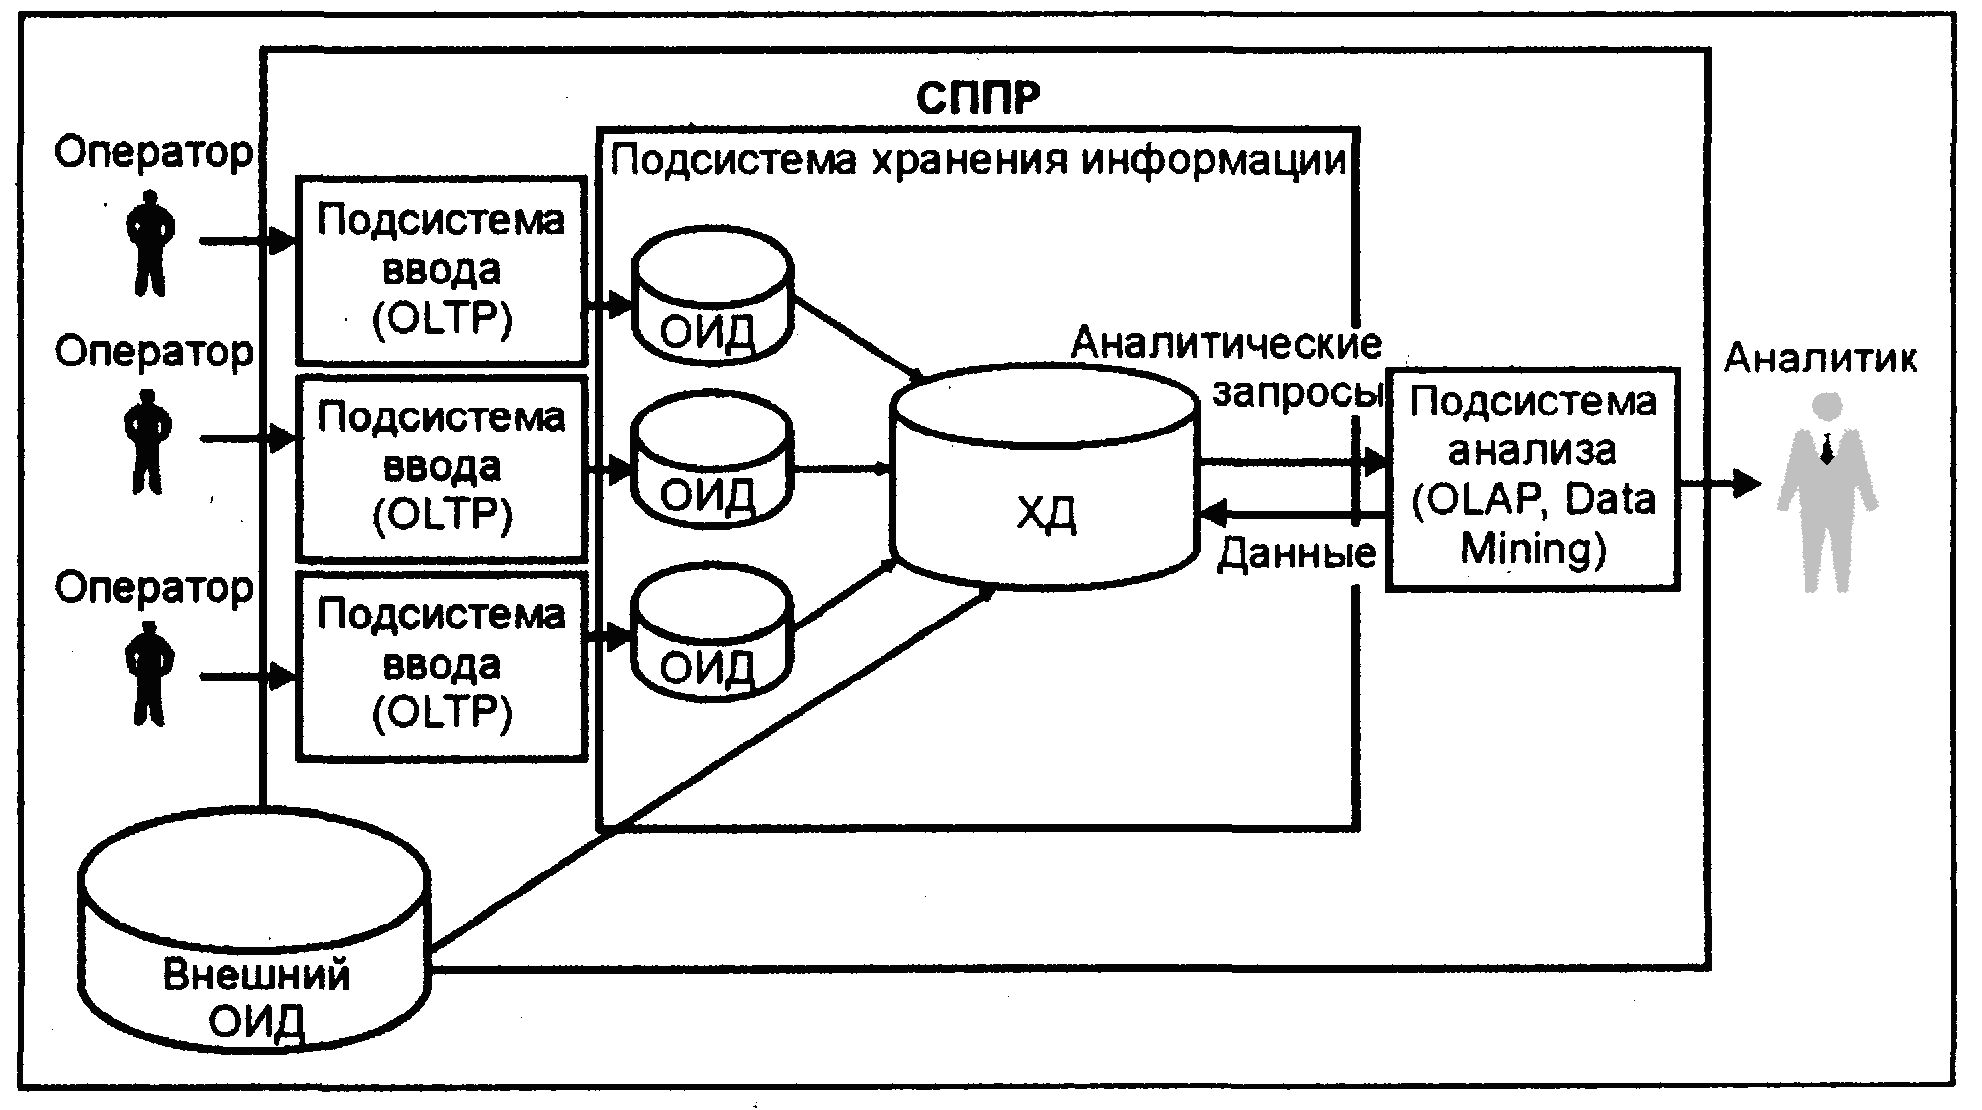 СППР
Подсистема хранения информации
Оператор
Подсистема
ввода
(OLTP)
ОИД
Оператор
Подсистема
ввода
(OLTP)
ОИД
Оператор
Подсистема
ввода
(OLTP)
ОИД
Внешний
ОИД
ХД
Аналитические
запросы
Данные
Подсистема
анализа
(OLAP, Data
Mining)
Аналитик